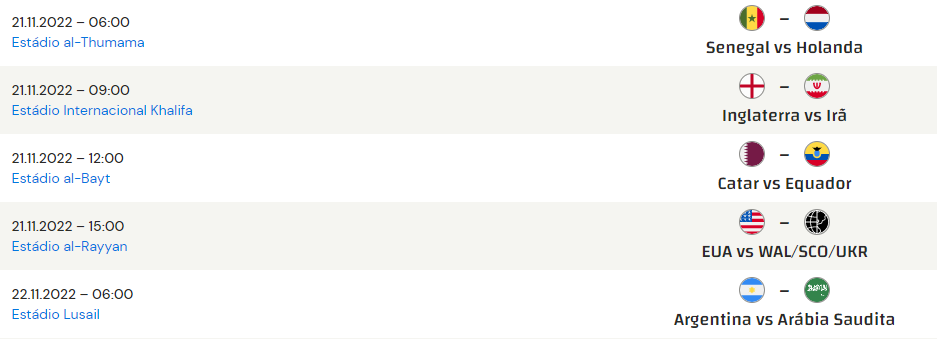 21.11.2022 – 06:00
Estádio al-Thumama
–
Senegal vs Holanda
21.11.2022 – 09:00
Estádio Internacional Khalifa
–
Inglaterra vs Irã
21.11.2022 – 12:00
Estádio al-Bayt
–
Catar vs Equador
21.11.2022 – 15:00
Estádio al-Rayyan
–
EUA vs WAL/SCO/UKR
22.11.2022 – 06:00
Estádio Lusail
–
Argentina vs Arábia Saudita